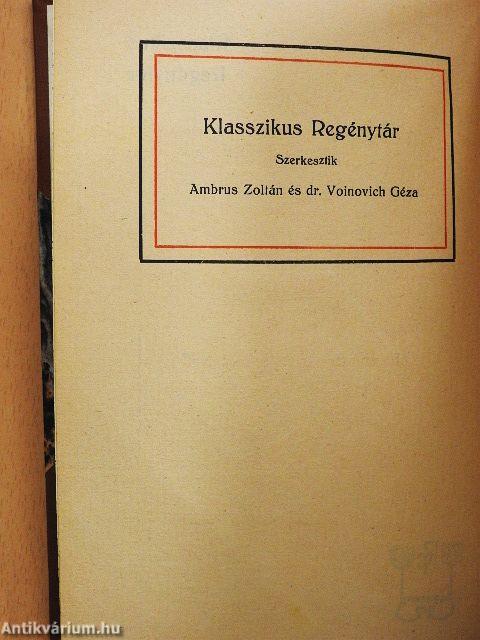 Klasszikus Regénytár
Szerkesztik
Ambrus Zoltán és dr. Voinovich Géza
Antikvárium.hu